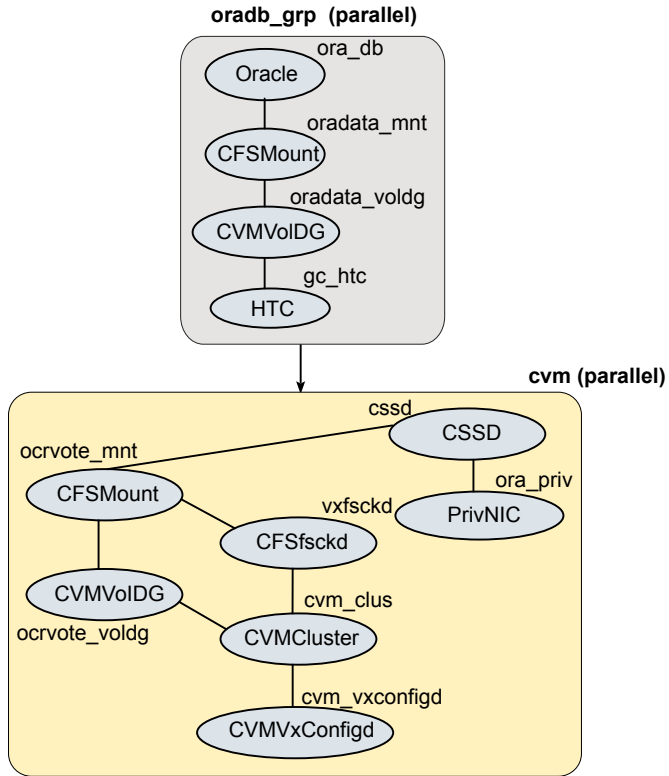 oradb_grp (parallel)
ora_db
Oracle
oradata_mnt
CFSMount
oradata_voldg
CVMVolDG
gc_htc
HTC
cvm (parallel)
cssd
CSSD
ocrvote_mnt
CFSMount
ora_priv
PrivNIC
vxfsckd
CFSfsckd
CVMVolDG
ocrvote_voldg
cvm_clus
CVMCluster
cvm_vxconfigd
CVMVxConfigd